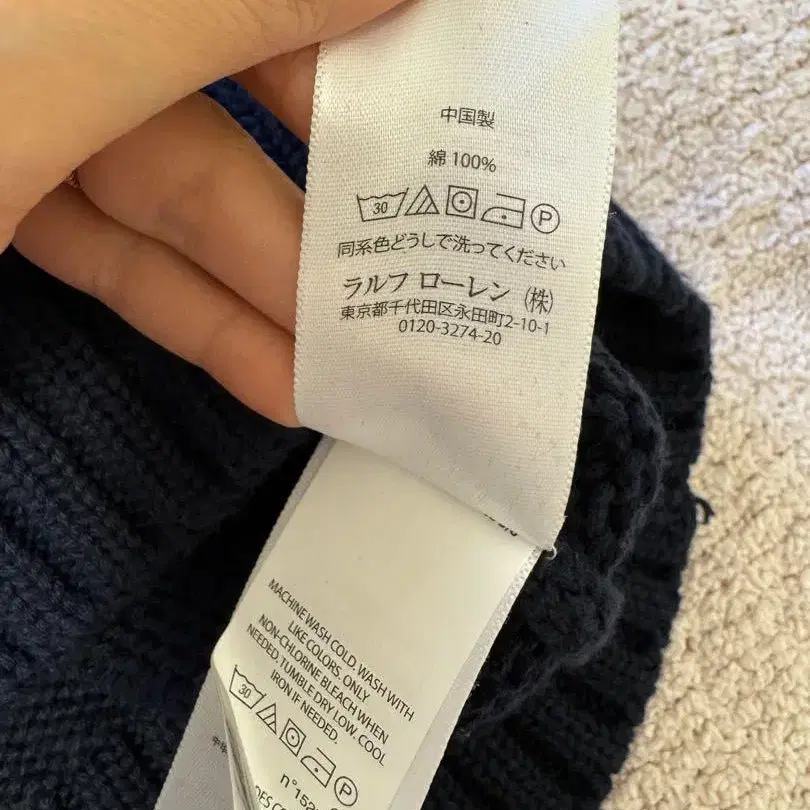 中国製
綿 100%
30 P
同系色どうしで洗ってください
ラルフ ローレン (株)
東京都千代田区永田町2-10-1
0120-3274-20
MACHINE WASH COLD. WASH WITH
LIKE COLORS. ONLY
NON-CHLORINE BLEACH WHEN
NEEDED. TUMBLE DRY LOW. COOL
IRON IF NEEDED.
30 P